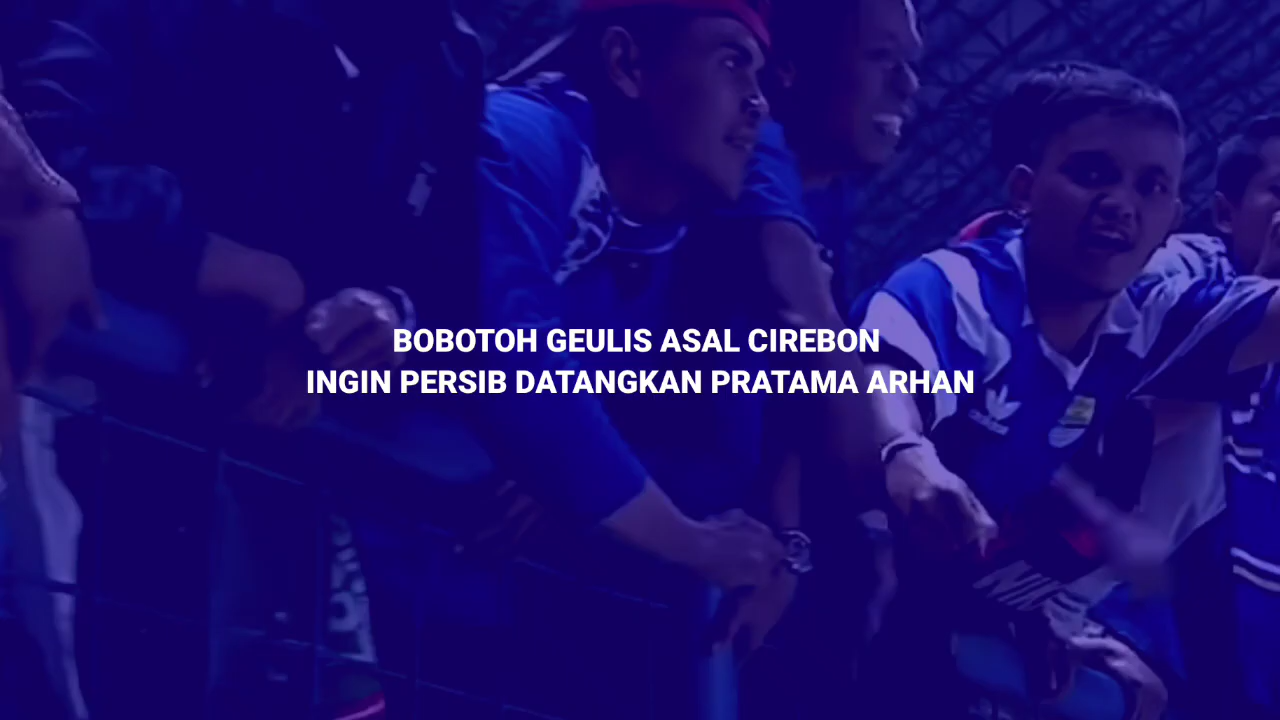 BOBOTOH GEULIS ASAL CIREBON
INGIN PERSIB DATANGKAN PRATAMA ARHAN